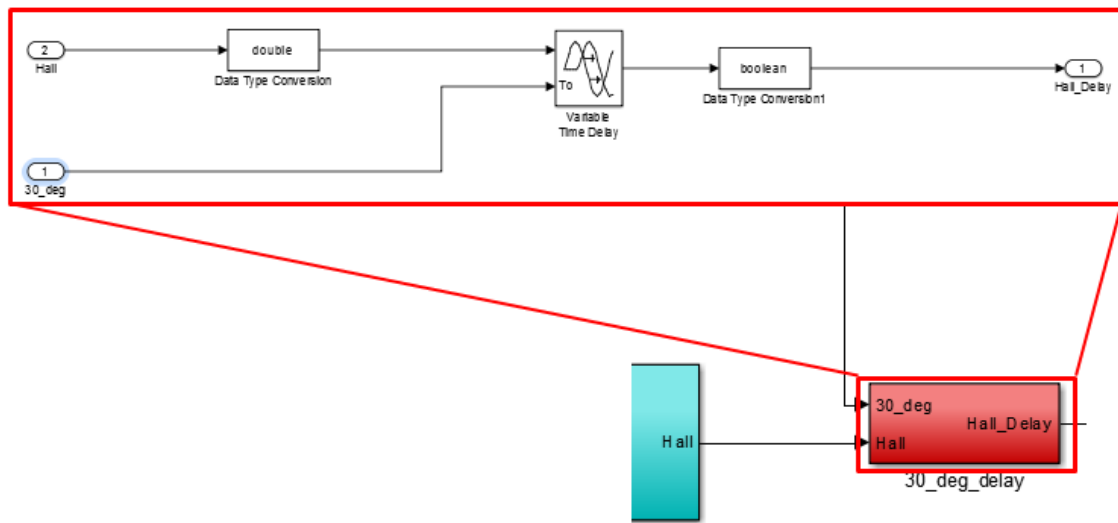 2
Hall
double
Data Type Conversion
To
Variable
Time Delay
boolean
Data Type Conversion1
1
Hall_Delay
1
30_deg
Hall
30_deg
Hall
Hall_Delay
30_deg_delay